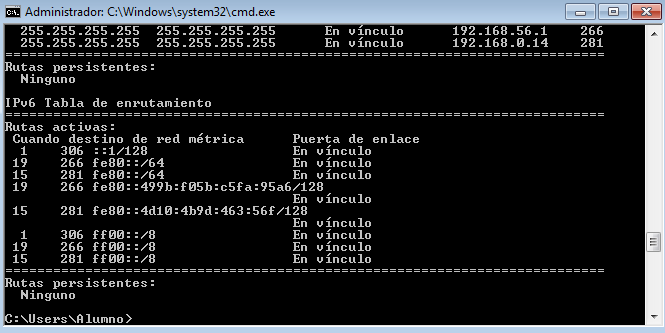 Administrador: C:\Windows\system32\cmd.exe
255.255.255.255 255.255.255.255 En vínculo 192.168.56.1 266
255.255.255.255 255.255.255.255 En vínculo 192.168.0.14 281
===========================================================================
Rutas persistentes:
Ninguno
IPv6 Tabla de enrutamiento
===========================================================================
Rutas activas:
Cuando destino de red métrica Puerta de enlace
1 306 ::1/128 En vínculo
19 266 fe80::/64 En vínculo
15 281 fe80::/64 En vínculo
19 266 fe80::499b:f05b:c5fa:95a6/128
En vínculo
15 281 fe80::4d10:4b9d:463:56f/128
En vínculo
1 306 ff00::/8 En vínculo
19 266 ff00::/8 En vínculo
15 281 ff00::/8 En vínculo
===========================================================================
Rutas persistentes:
Ninguno
C:\Users\Alumno>